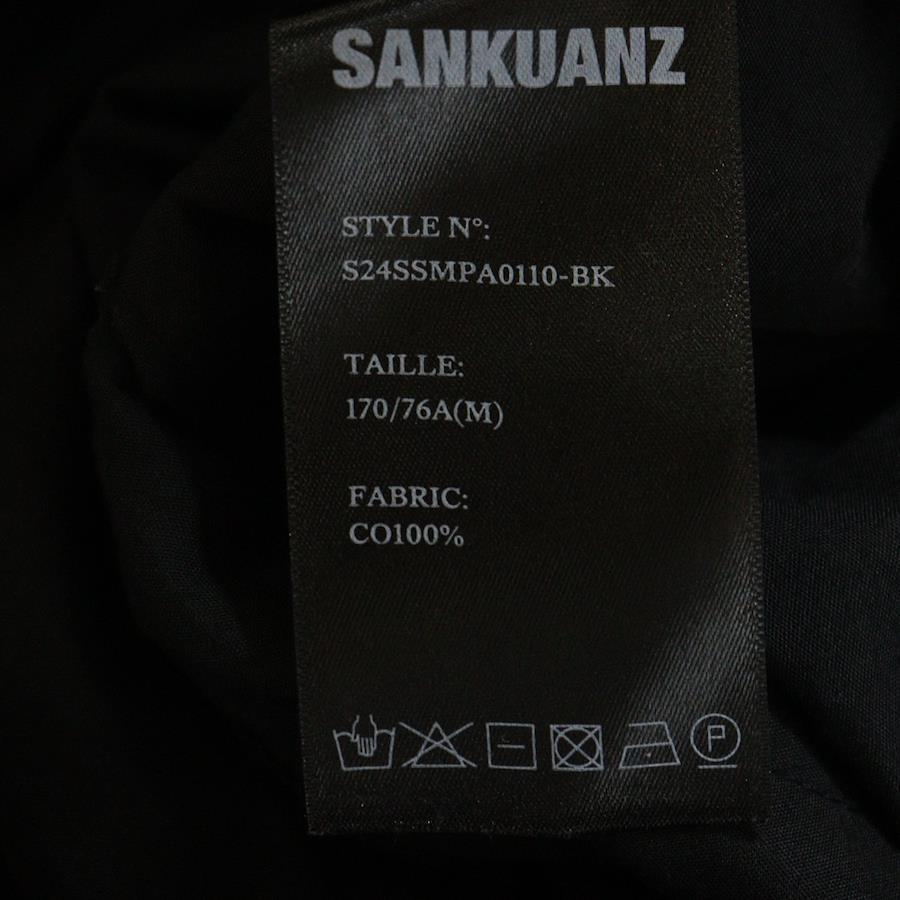 SANKUANZ
STYLE N°:
S24SSMPA0110-BK
TAILLE:
170/76A(M)
FABRIC:
CO100%
P